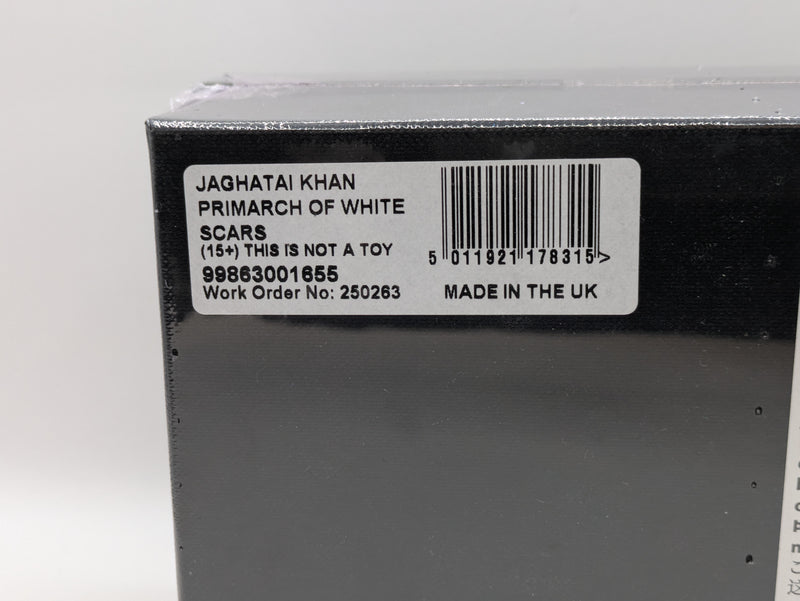 JAGHATAI KHAN
PRIMARCH OF WHITE
SCARS
(15+) THIS IS NOT A TOY
99863001655
Work Order No: 250263
5 011921 178315 >
MADE IN THE UK